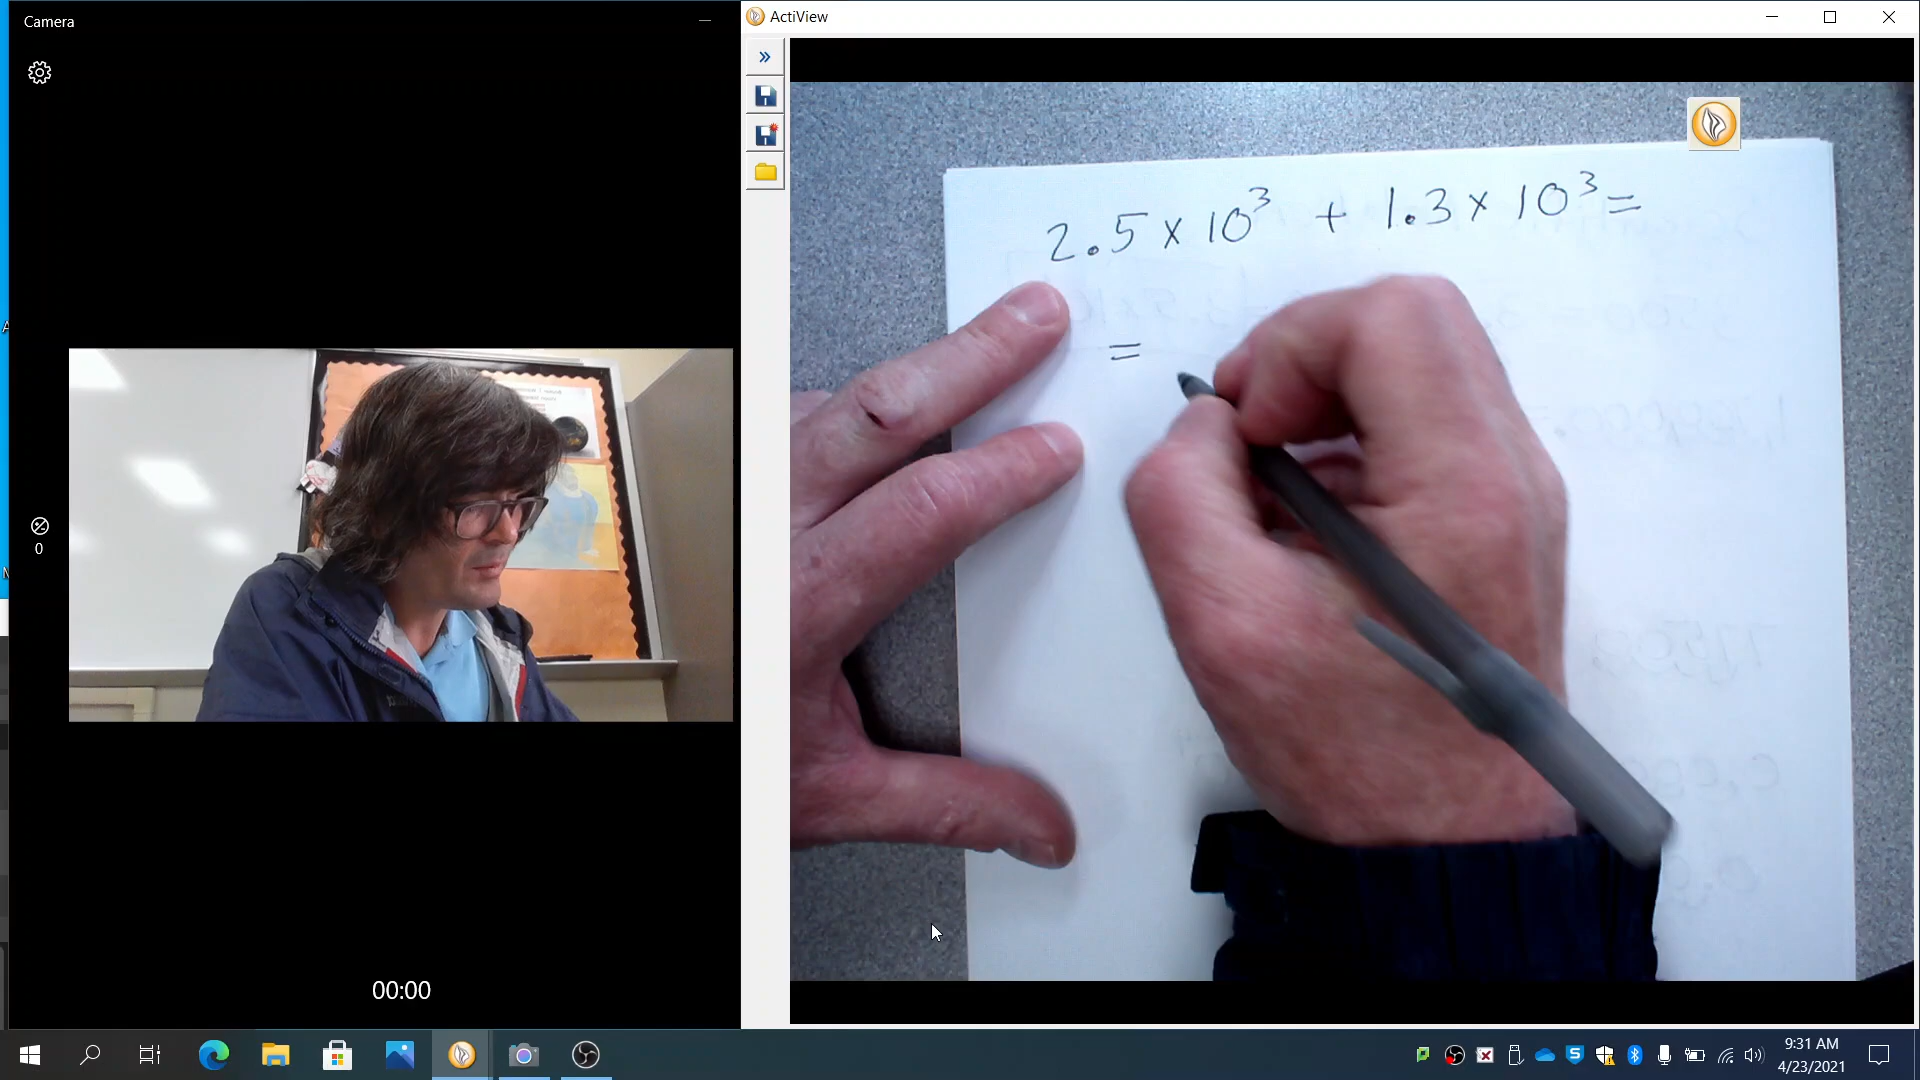 Camera
ActiView
»
2.5 × 10³ + 1.3 × 10³ =
=
0
00:00
9:31 AM
4/23/2021